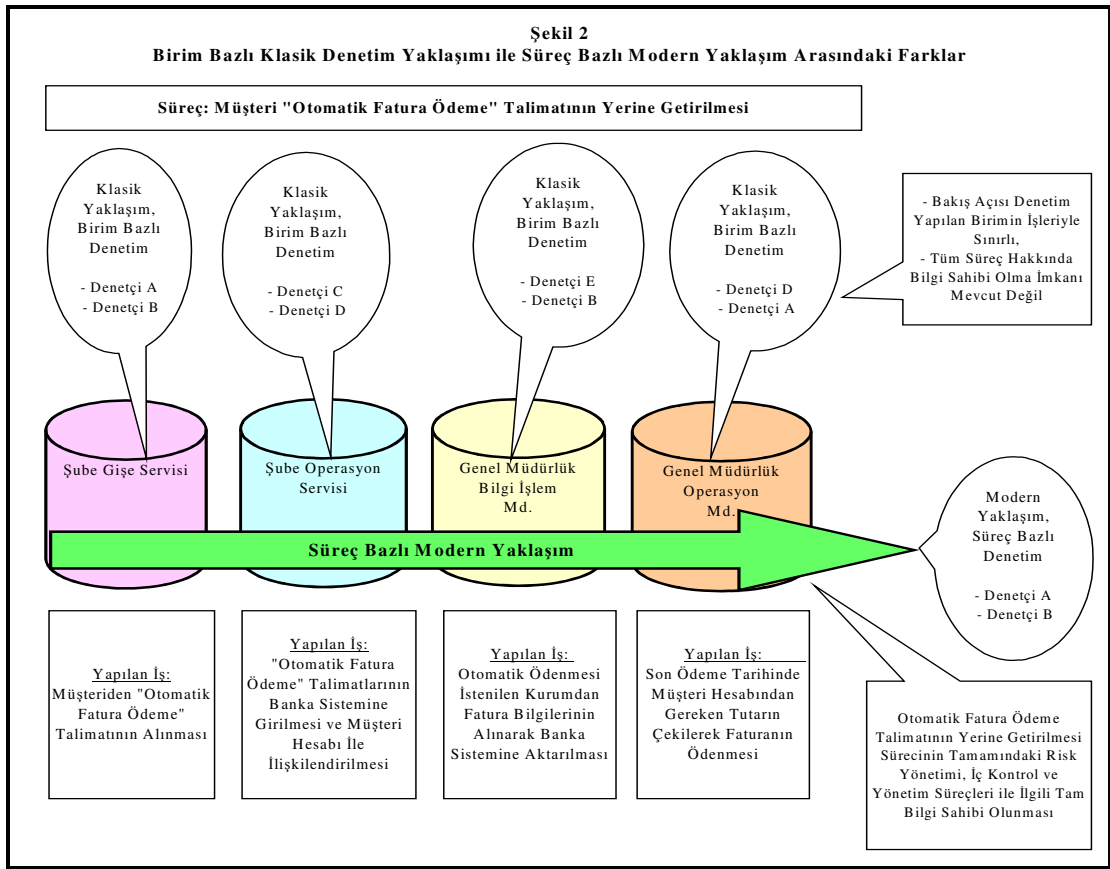 Şekil 2
Birim Bazlı Klasik Denetim Yaklaşımı ile Süreç Bazlı Modern Yaklaşım Arasındaki Farklar
Süreç: Müşteri "Otomatik Fatura Ödeme" Talimatının Yerine Getirilmesi
Klasik
Yaklaşım,
Birim Bazlı
Denetim
- Denetçi A
- Denetçi B
Klasik
Yaklaşım,
Birim Bazlı
Denetim
- Denetçi C
- Denetçi D
Klasik
Yaklaşım,
Birim Bazlı
Denetim
- Denetçi E
- Denetçi B
Klasik
Yaklaşım,
Birim Bazlı
Denetim
- Denetçi D
- Denetçi A
- Bakış Açısı Denetim
Yapılan Birimin İşleriyle
Sınırlı,
- Tüm Süreç Hakkında
Bilgi Sahibi Olma İmkanı
Mevcut Değil
Şube Gişe Servisi
Şube Operasyon
Servisi
Genel Müdürlük
Bilgi İşlem
Md.
Genel Müdürlük
Operasyon
Md.
Süreç Bazlı Modern Yaklaşım
Modern
Yaklaşım,
Süreç Bazlı
Denetim
- Denetçi A
- Denetçi B
Yapılan İş:
Müşteriden "Otomatik
Fatura Ödeme"
Talimatının Alınması
Yapılan İş:
"Otomatik Fatura
Ödeme" Talimatlarının
Banka Sistemine
Girilmesi ve Müşteri
Hesabı İle
İlişkilendirilmesi
Yapılan İş:
Otomatik Ödenmesi
İstenilen Kurumdan
Fatura Bilgilerinin
Alınarak Banka
Sistemine Aktarılması
Yapılan İş:
Son Ödeme Tarihinde
Müşteri Hesabından
Gereken Tutarın
Çekilerek Faturanın
Ödenmesi
Otomatik Fatura Ödeme
Talimatının Yerine Getirilmesi
Sürecinin Tamamındaki Risk
Yönetimi, İç Kontrol ve
Yönetim Süreçleri ile İlgili Tam
Bilgi Sahibi Olunması